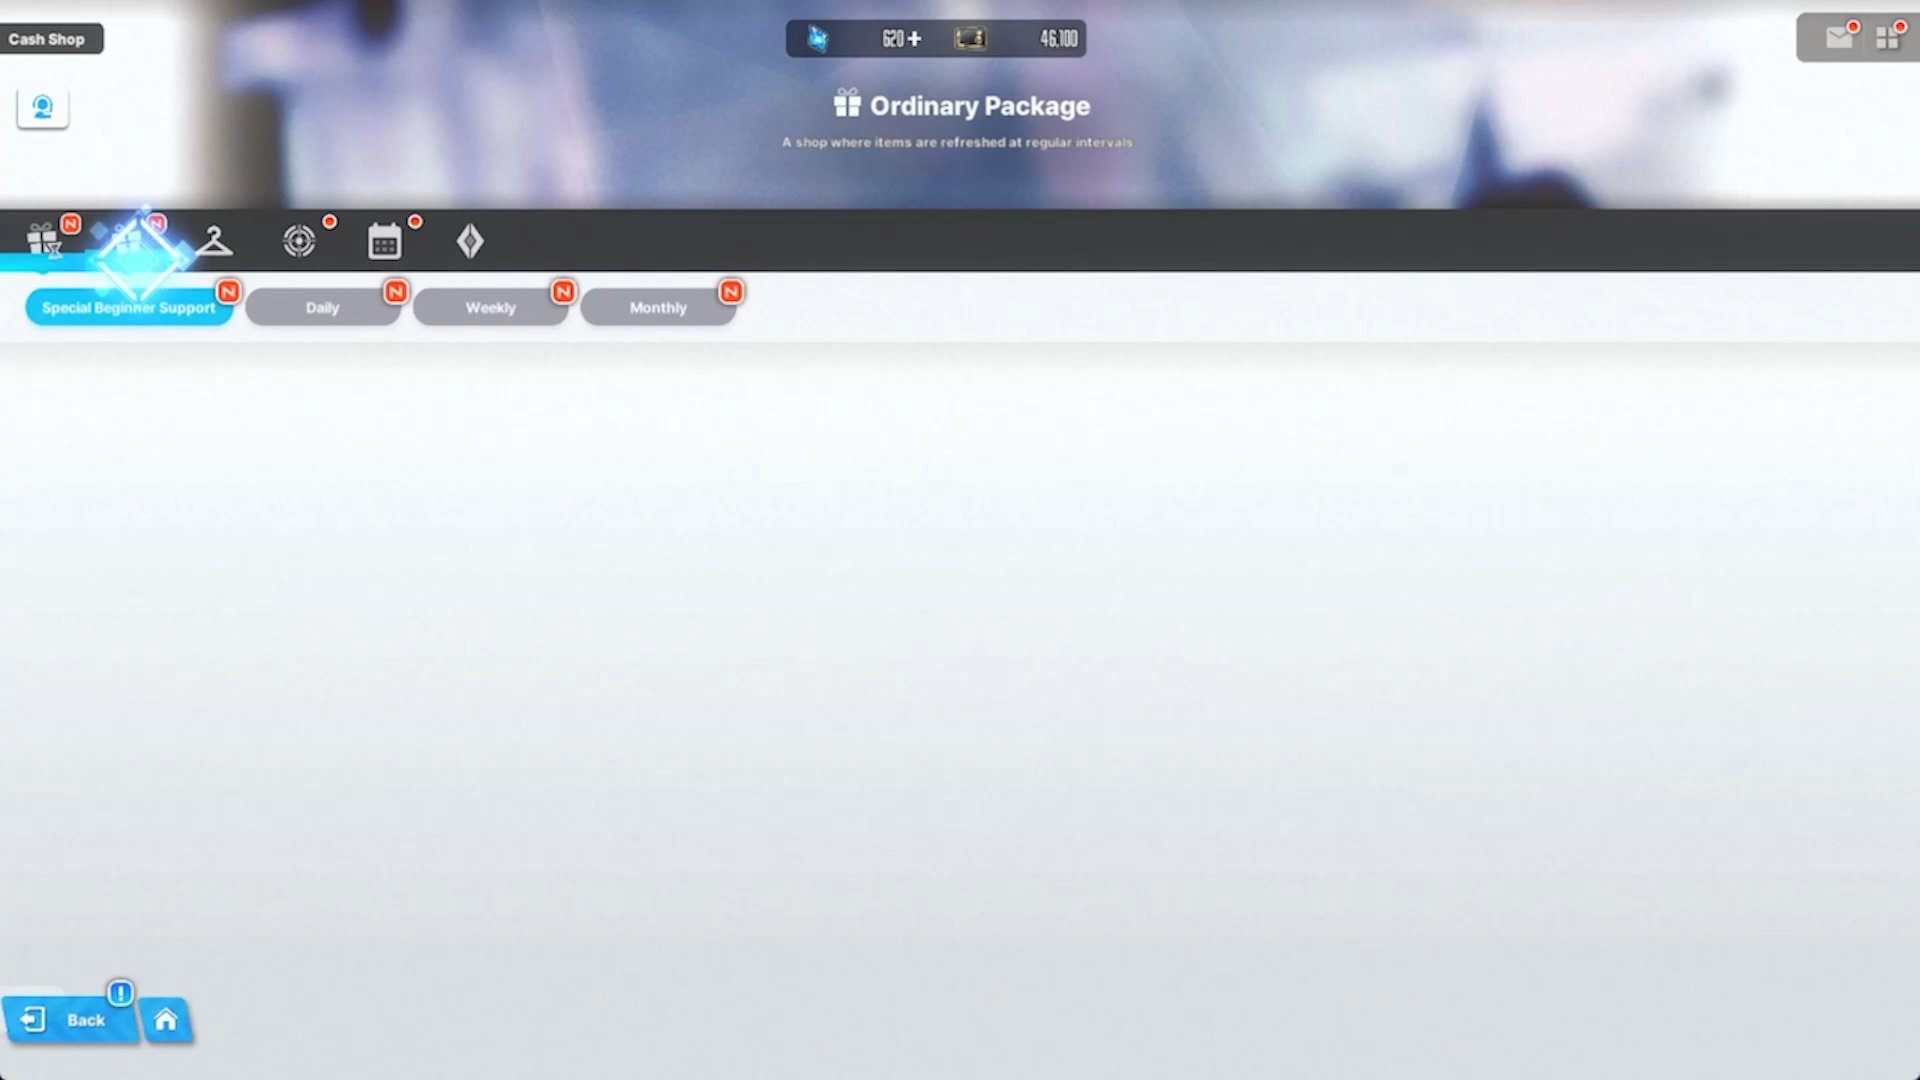 Cash Shop
620+
46,100
Ordinary Package
A shop where items are refreshed at regular intervals
N
N
Special Beginner Support
N
Daily
N
Weekly
N
Monthly
N
!
Back